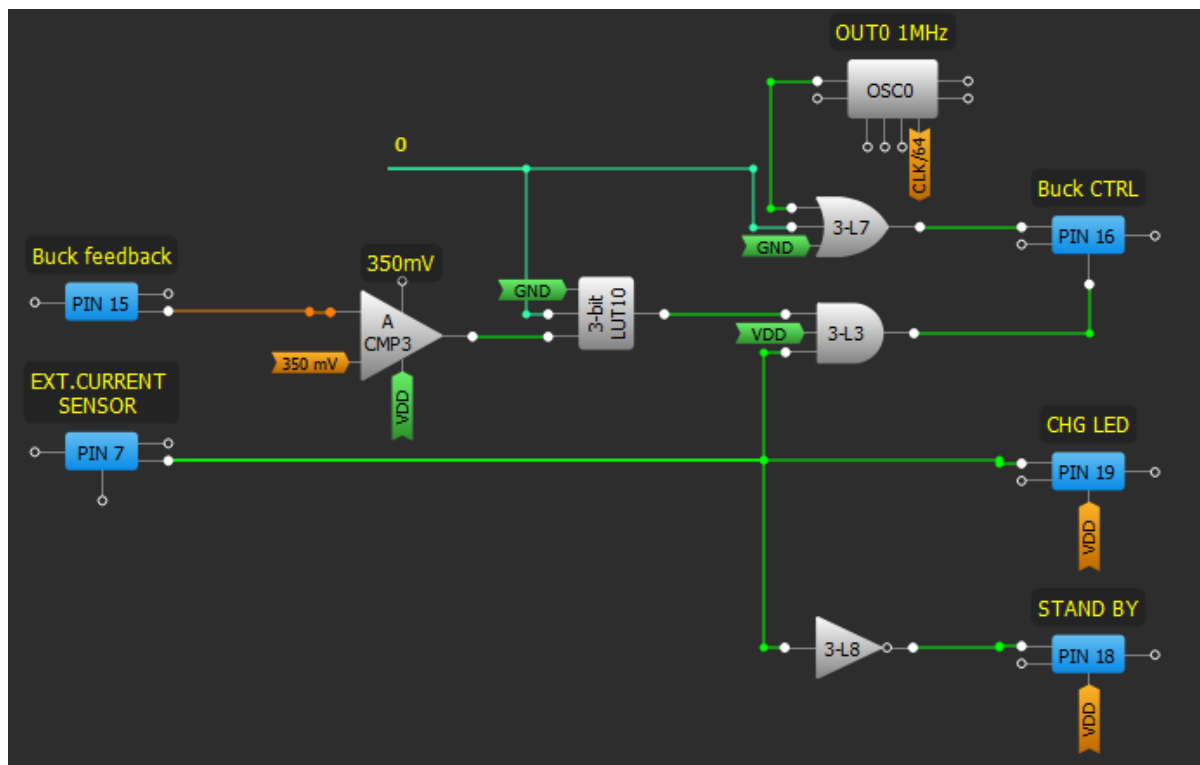 OUT0 1MHz
OSC0
CLK/64
0
Buck CTRL
3-L7
GND
PIN 16
Buck feedback
PIN 15
350mV
A
CMP3
350 mV
VDD
GND
3-bit
LUT10
VDD
3-L3
EXT.CURRENT
SENSOR
PIN 7
CHG LED
PIN 19
VDD
STAND BY
3-L8
PIN 18
VDD